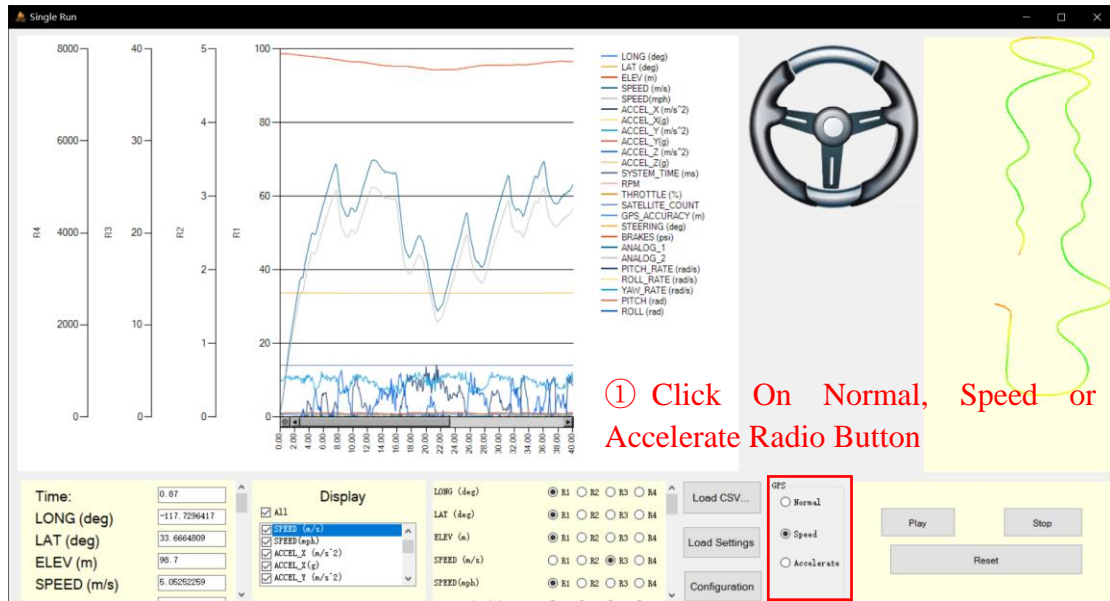 Single Run
8000
6000
4000
2000
0
R4
40
30
20
10
0
R3
5
4
3
2
1
0
R2
100
80
60
40
20
0
R1
0.00 2.00 4.00 6.00 8.00 10.00 12.00 14.00 16.00 18.00 20.00 22.00 24.00 26.00 28.00 30.00 32.00 34.00 36.00 38.00 40.00
LONG (deg)
LAT (deg)
ELEV (m)
SPEED (m/s)
SPEED(mph)
ACCEL_X (m/s^2)
ACCEL_X(g)
ACCEL_Y (m/s^2)
ACCEL_Y(g)
ACCEL_Z (m/s^2)
ACCEL_Z(g)
SYSTEM_TIME (ms)
RPM
THROTTLE (%)
SATELLITE_COUNT
GPS_ACCURACY (m)
STEERING (deg)
BRAKES (psi)
ANALOG_1
ANALOG_2
PITCH_RATE (rad/s)
ROLL_RATE (rad/s)
YAW_RATE (rad/s)
PITCH (rad)
ROLL (rad)
① Click On Normal, Speed or
Accelerate Radio Button
Time: 0.87
LONG (deg) -117.7296417
LAT (deg) 33.6664809
ELEV (m) 98.7
SPEED (m/s) 5.05252259
Display
All
SPEED (m/s)
SPEED(mph)
ACCEL_X (m/s^2)
ACCEL_X(g)
ACCEL_Y (m/s^2)
LONG (deg) R1 R2 R3 R4
LAT (deg) R1 R2 R3 R4
ELEV (m) R1 R2 R3 R4
SPEED (m/s) R1 R2 R3 R4
SPEED(mph) R1 R2 R3 R4
Load CSV...
Load Settings
Configuration
GPS
Normal
Speed
Accelerate
Play
Stop
Reset